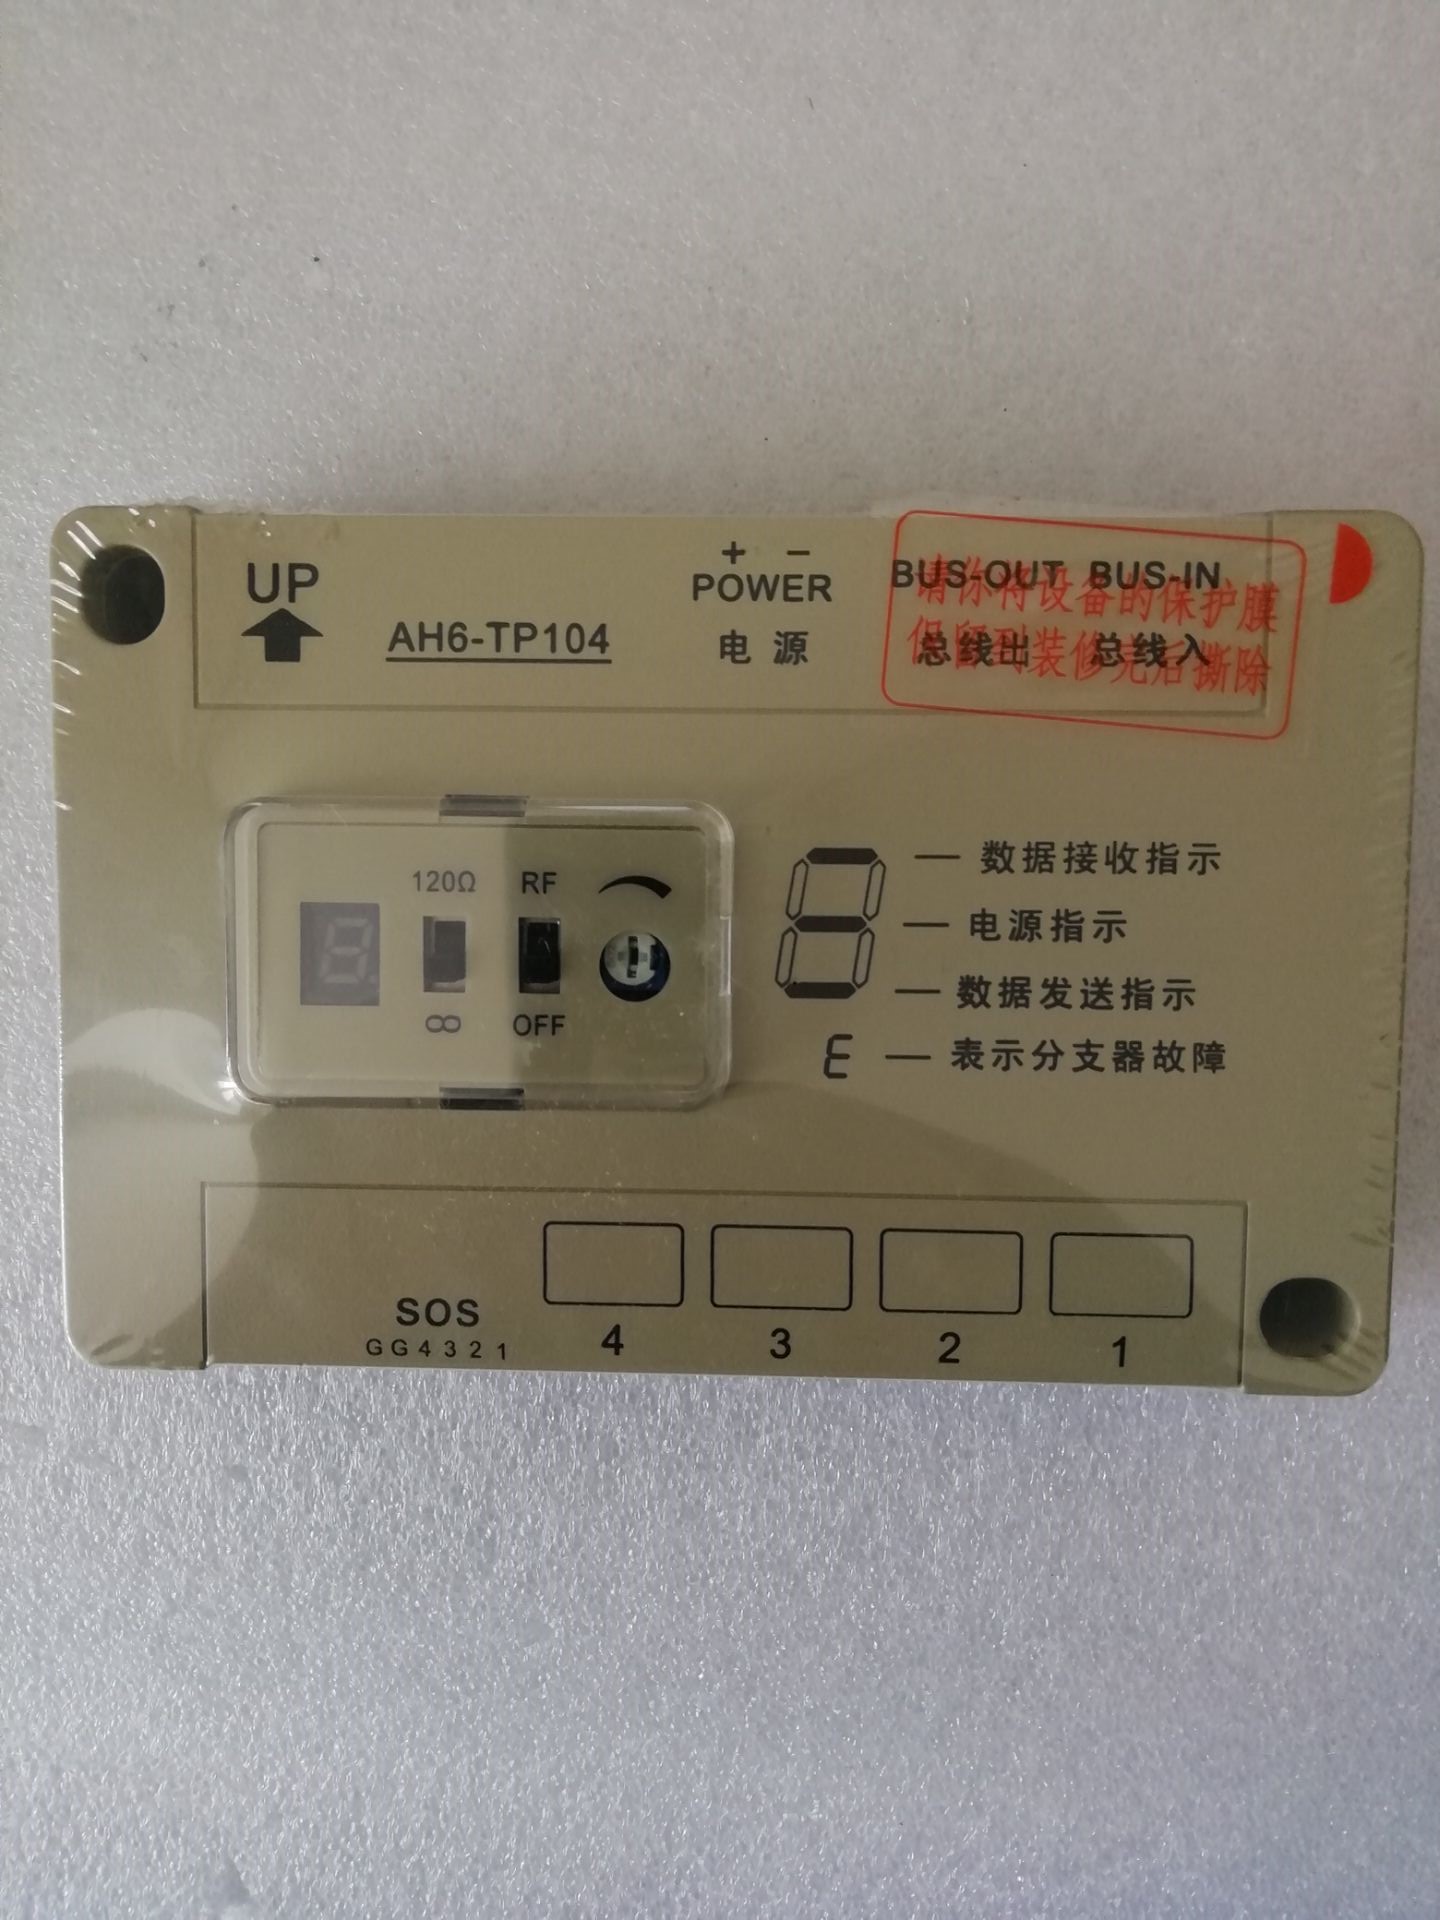 UP
AH6-TP104
+ −
POWER
电源
BUS-OUT BUS-IN
总线出 总线入
请你将设备的保护膜
保留到装修完后撕除
120Ω
∞
RF
OFF
数据接收指示
电源指示
数据发送指示
E — 表示分支器故障
SOS
GG4321
4 3 2 1